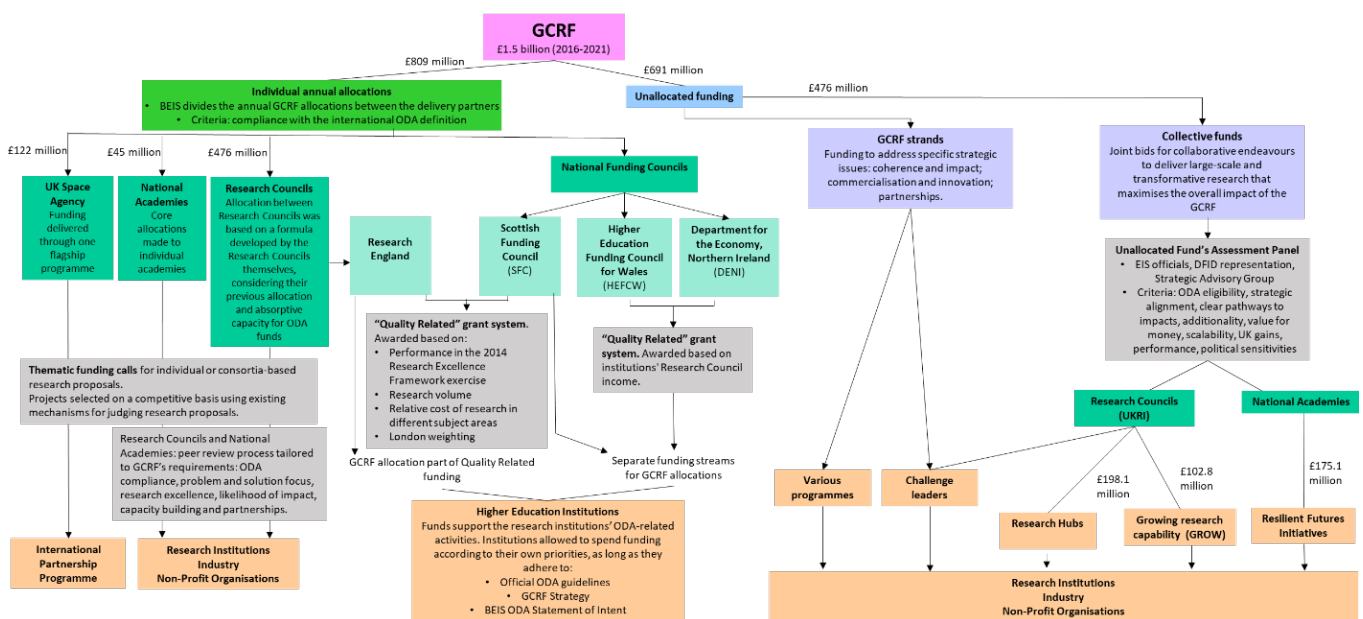 GCRF
£1.5 billion (2016-2021)
£809 million
£691 million
Individual annual allocations
• BEIS divides the annual GCRF allocations between the delivery partners
• Criteria: compliance with the international ODA definition
Unallocated funding
£476 million
£122 million
£45 million
£476 million
UK Space
Agency
Funding
delivered
through one
flagship
programme
National
Academies
Core
allocations
made to
individual
academies
Research Councils
Allocation between
Research Councils was
based on a formula
developed by the
Research Councils
themselves,
considering their
previous allocation
and absorptive
capacity for ODA
funds
National Funding Councils
Research
England
Scottish
Funding
Council
(SFC)
Higher
Education
Funding Council
for Wales
(HEFCW)
Department for
the Economy,
Northern Ireland
(DENI)
GCRF strands
Funding to address specific strategic
issues: coherence and impact;
commercialisation and innovation;
partnerships.
Collective funds
Joint bids for collaborative endeavours
to deliver large-scale and
transformative research that
maximises the overall impact of the
GCRF
Unallocated Fund's Assessment Panel
• EIS officials, DFID representation,
Strategic Advisory Group
• Criteria: ODA eligibility, strategic
alignment, clear pathways to
impacts, additionality, value for
money, scalability, UK gains,
performance, political sensitivities
"Quality Related" grant system.
Awarded based on:
• Performance in the 2014
Research Excellence
Framework exercise
• Research volume
• Relative cost of research in
different subject areas
• London weighting
"Quality Related" grant
system. Awarded based on
institutions' Research Council
income.
Thematic funding calls for individual or consortia-based
research proposals.
Projects selected on a competitive basis using existing
mechanisms for judging research proposals.
Research Councils and National
Academies: peer review process tailored
to GCRF's requirements: ODA
compliance, problem and solution focus,
research excellence, likelihood of impact,
capacity building and partnerships.
GCRF allocation part of Quality Related
funding
Separate funding streams
for GCRF allocations
Research Councils
(UKRI)
National Academies
£198.1
million
£102.8
million
£175.1
million
Various
programmes
Challenge
leaders
Research Hubs
Growing research
capability (GROW)
Resilient Futures
Initiatives
International
Partnership
Programme
Research Institutions
Industry
Non-Profit Organisations
Higher Education Institutions
Funds support the research institutions' ODA-related
activities. Institutions allowed to spend funding
according to their own priorities, as long as they
adhere to:
• Official ODA guidelines
• GCRF Strategy
• BEIS ODA Statement of Intent
Research Institutions
Industry
Non-Profit Organisations